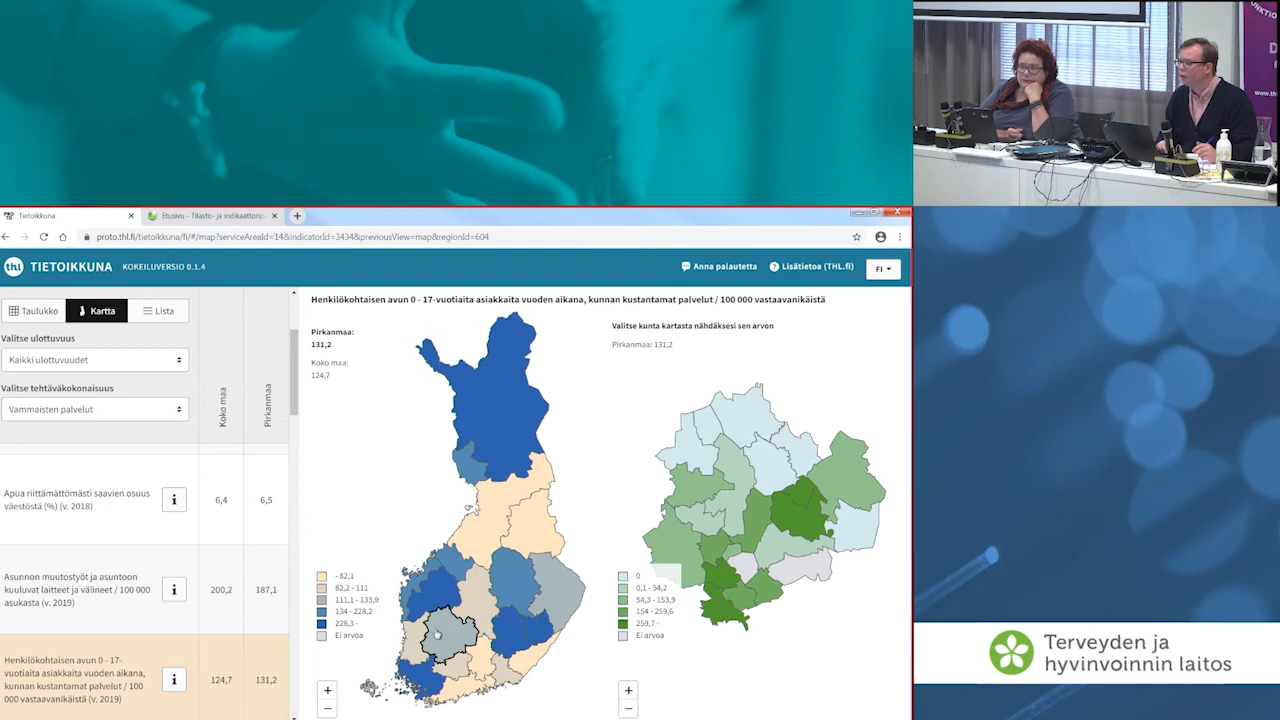 Tietoikkuna
Etusivu - Tilasto- ja indikaattorip
proto.thl.fi/tietoikkuna/fi/#/map?serviceAreaId=14&indicatorId=3434&previousView=map&regionId=604
thl TIETOIKKUNA KOKEILUVERSIO 0.1.4
Anna palautetta
Lisätietoa (THL.fi)
FI
Taulukko
Kartta
Lista
Valitse ulottuvuus
Kaikki ulottuvuudet
Valitse tehtäväkokonaisuus
Vammaisten palvelut
Koko maa
Pirkanmaa
Apua riittämättömästi saavien osuus
väestöstä (%) (v. 2018)
i
6,4
6,5
Asunnon muutostyöt ja asuntoon
kuuluvat laitteet ja välineet / 100 000
asukasta (v. 2019)
i
200,2
187,1
Henkilökohtaisen avun 0 - 17-
vuotiaita asiakkaita vuoden aikana,
kunnan kustantamat palvelut / 100
000 vastaavanikäistä (v. 2019)
i
124,7
131,2
Henkilökohtaisen avun 0 - 17-vuotiaita asiakkaita vuoden aikana, kunnan kustantamat palvelut / 100 000 vastaavanikäistä
Pirkanmaa:
131,2
Koko maa:
124,7
- 82,1
82,2 - 111
111,1 - 133,9
134 - 228,2
228,3 -
Ei arvoa
+
−
Valitse kunta kartasta nähdäksesi sen arvon
Pirkanmaa: 131,2
0
0,1 - 54,2
54,3 - 153,9
154 - 259,6
259,7 -
Ei arvoa
+
−
Terveyden ja
hyvinvoinnin laitos